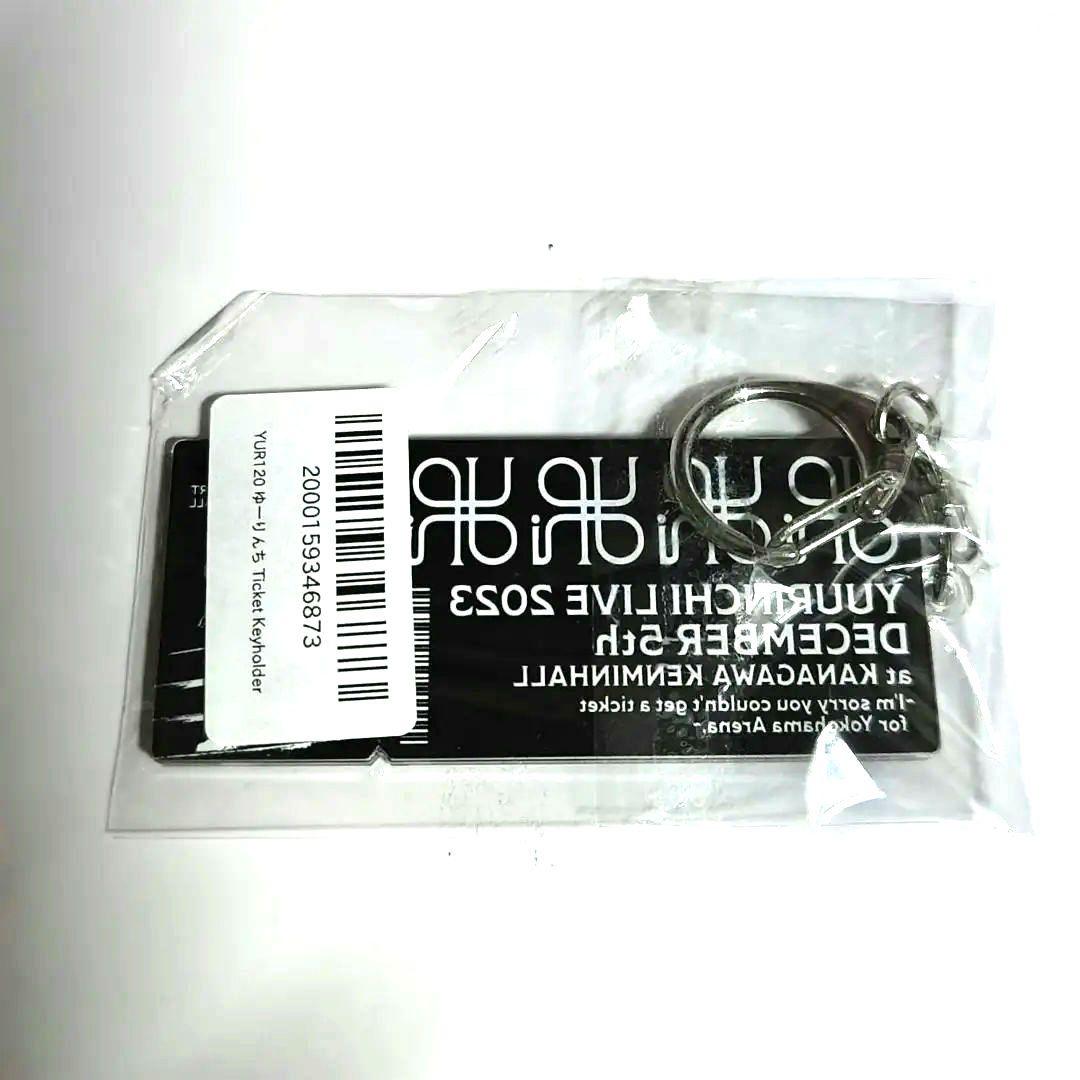 YUR120 ゆーりんち Ticket Keyholder
2000159346873
YUURINCHI LIVE 2023
DECEMBER 5th
at KANAGAWA KENMINHALL
~I'm sorry you couldn't get a ticket
for Yokohama Arena.~